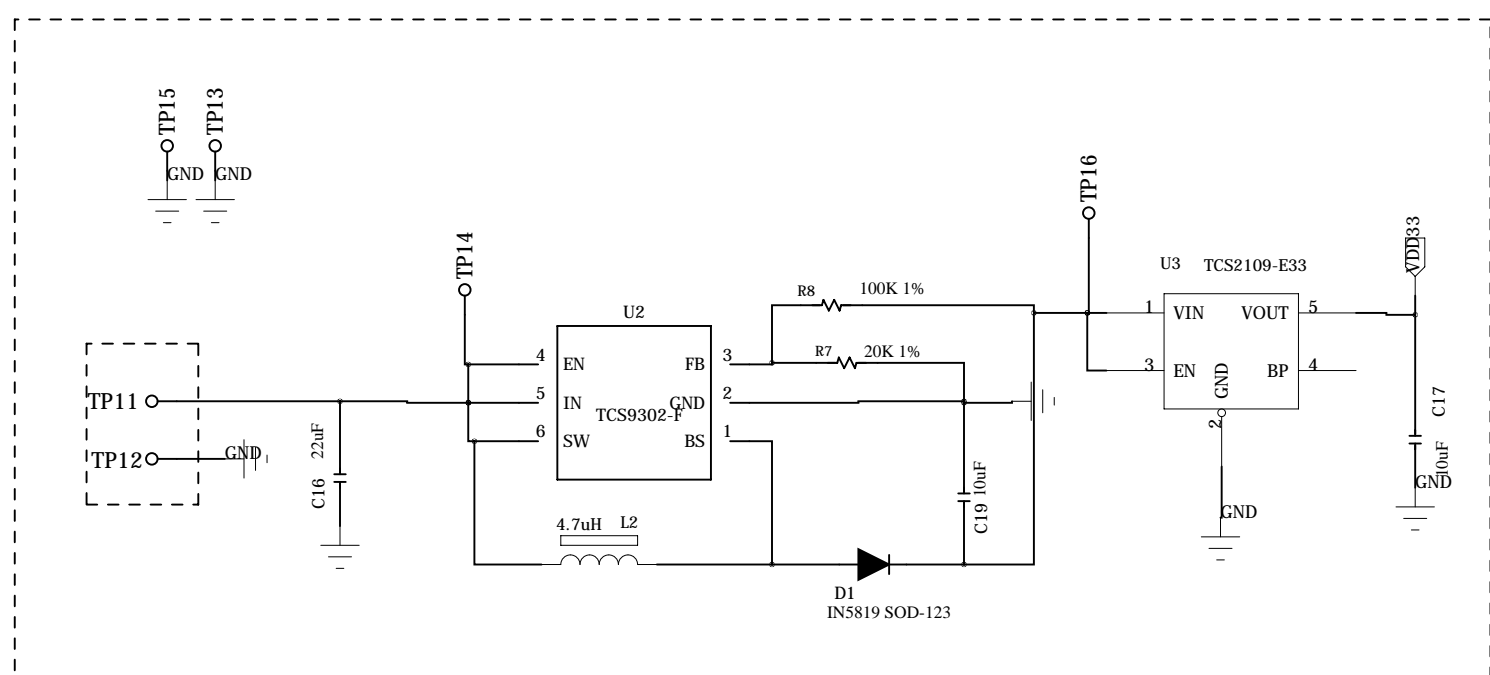 TP15
TP13
GND
GND
TP16
TP14
U3 TCS2109-E33
VDD33
R8 100K 1%
U2
1 VIN VOUT 5
R7 20K 1%
4 EN FB 3
3 EN GND BP 4
2
TP11
5 IN GND 2
TCS9302-F
6 SW BS 1
C17
10uF
GND
TP12
GND
22uF
C16
C19 10uF
GND
4.7uH L2
D1
IN5819 SOD-123